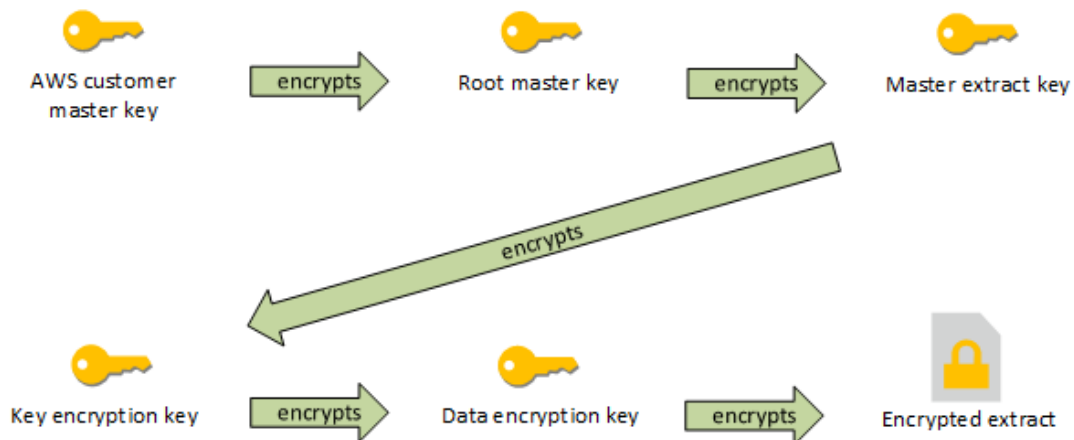 AWS customer
master key
encrypts
Root master key
encrypts
Master extract key
encrypts
Key encryption key
encrypts
Data encryption key
encrypts
Encrypted extract